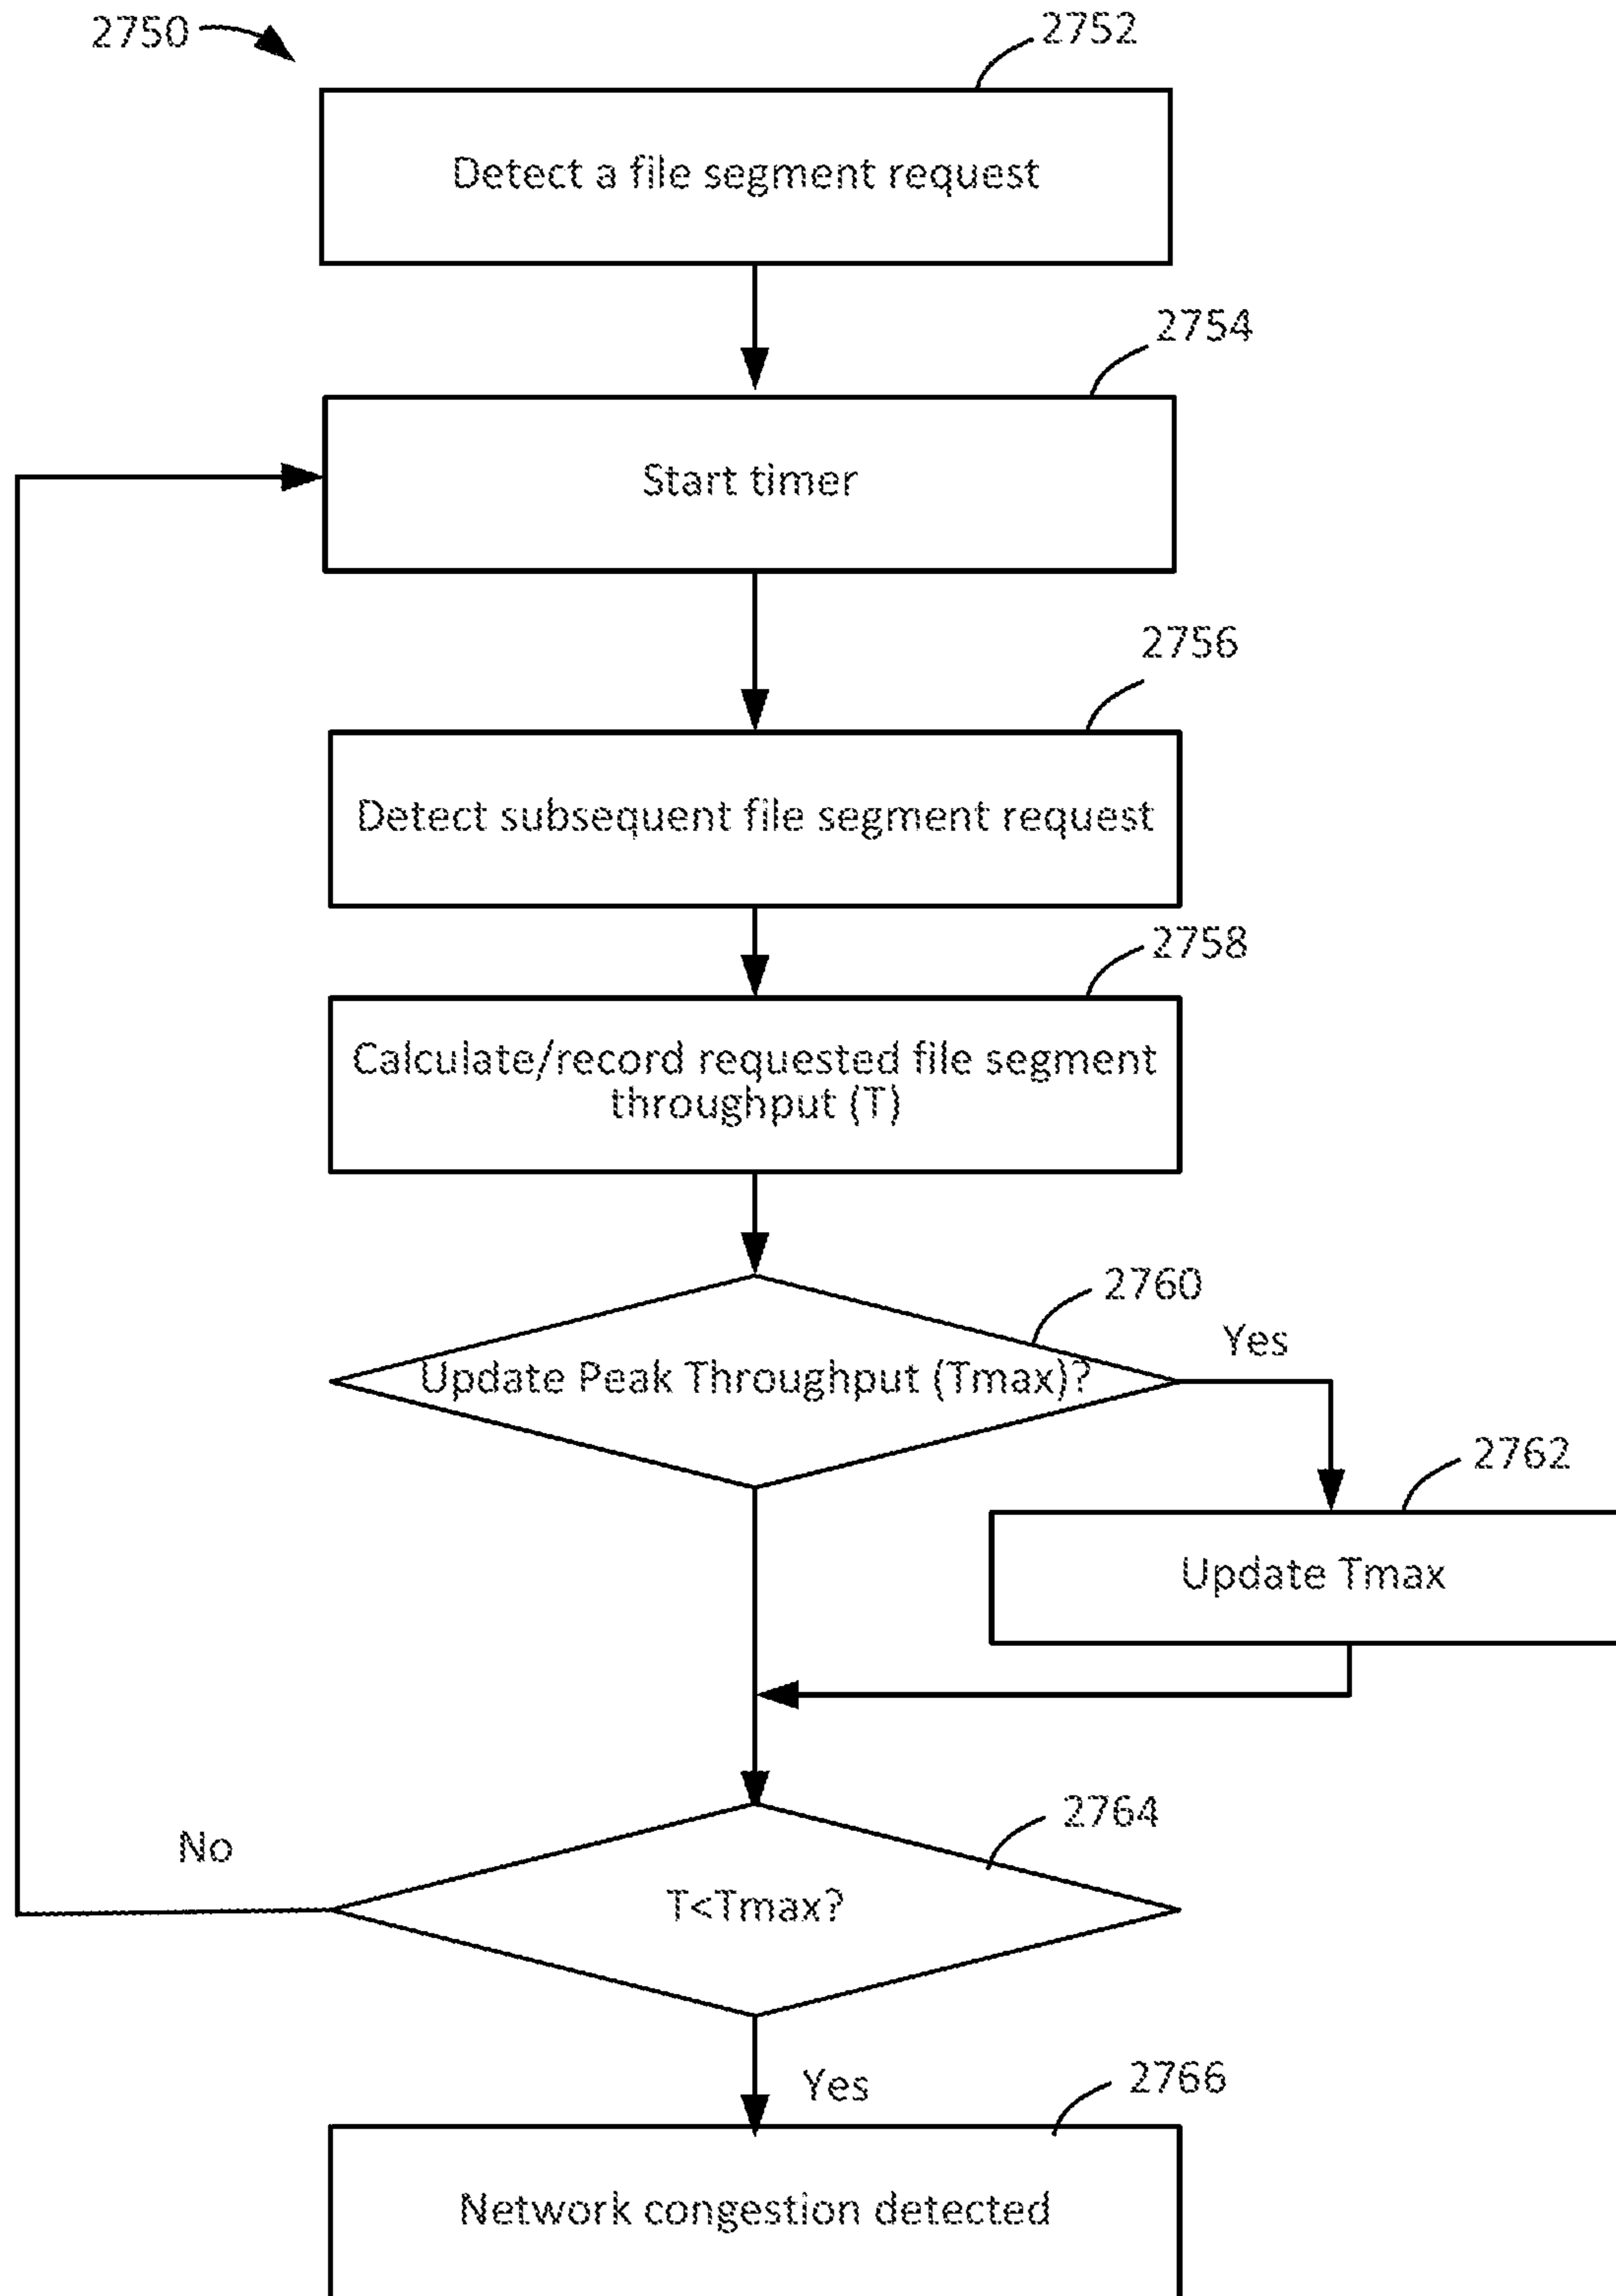 2750
2752
Detect a file segment request
2754
Start timer
2756
Detect subsequent file segment request
2758
Calculate/record requested file segment
throughput (T)
2760
Yes
Update Peak Throughput (Tmax)?
2762
Update Tmax
2764
No
T<Tmax?
Yes
2766
Network congestion detected